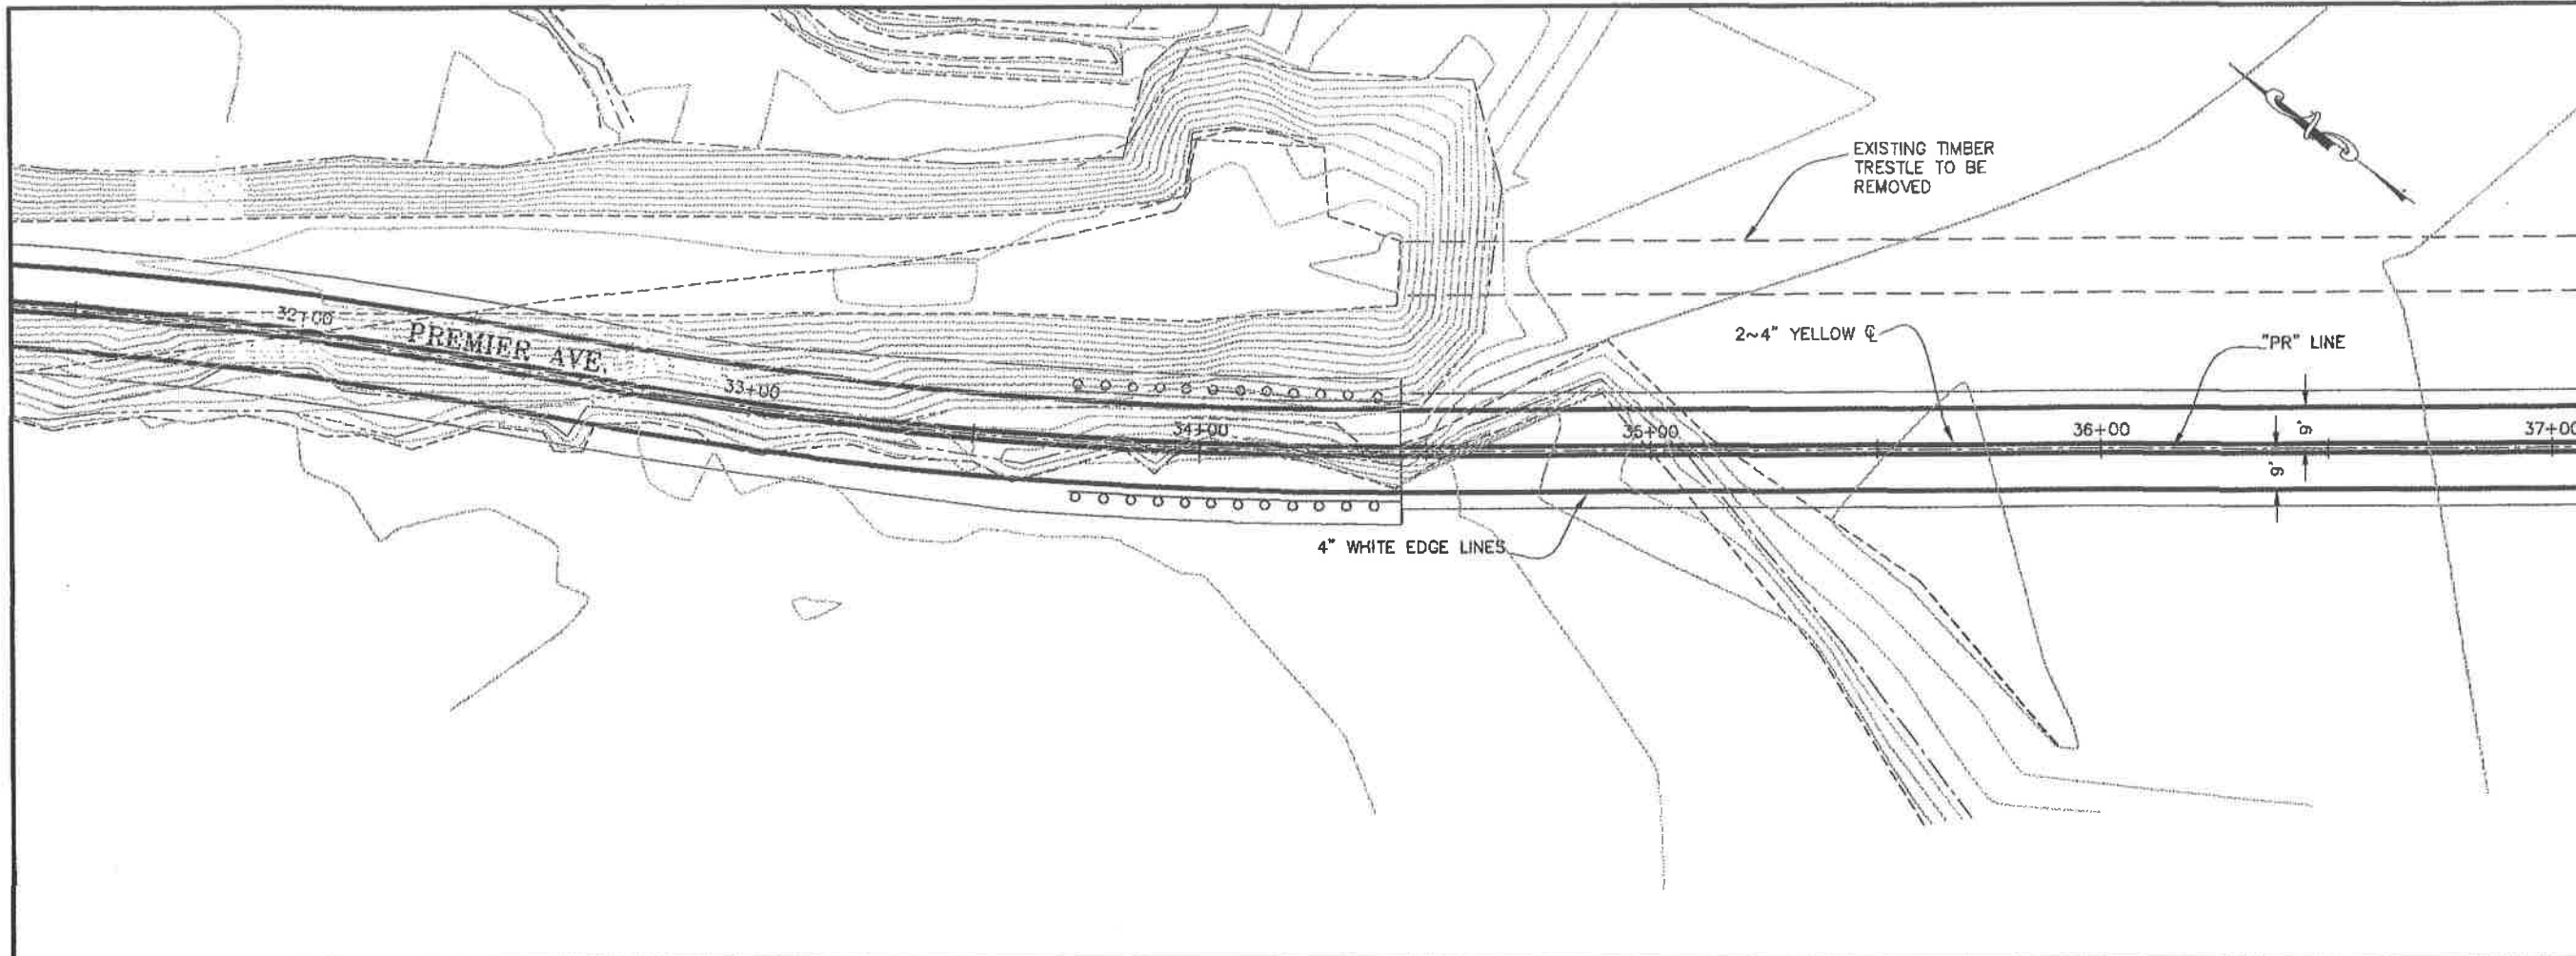 EXISTING TIMBER
TRESTLE TO BE
REMOVED
32+00
PREMIER AVE.
33+00
34+00
35+00
36+00
37+00
2~4" YELLOW ℄
"PR" LINE
9'
9'
4" WHITE EDGE LINES